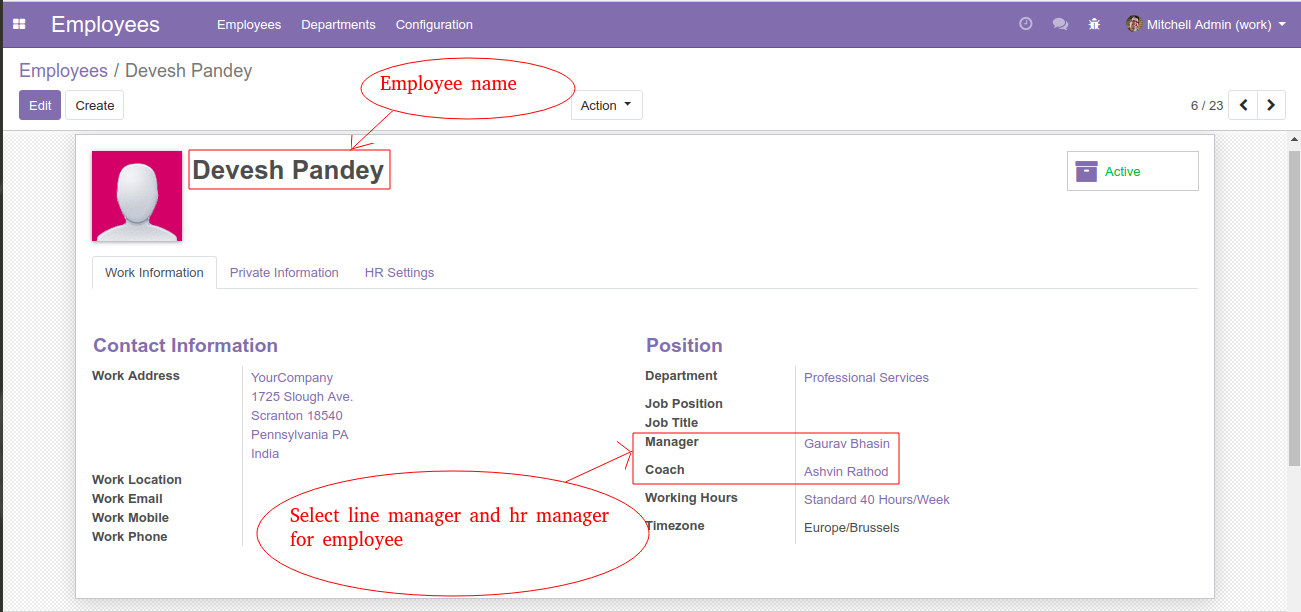 Employees Employees Departments Configuration Mitchell Admin (work)
Employees / Devesh Pandey
Employee name
Edit Create Action 6 / 23
Devesh Pandey
Active
Work Information Private Information HR Settings
Contact Information
Work Address YourCompany
1725 Slough Ave.
Scranton 18540
Pennsylvania PA
India
Work Location
Work Email
Work Mobile
Work Phone
Position
Department Professional Services
Job Position
Job Title
Manager Gaurav Bhasin
Coach Ashvin Rathod
Working Hours Standard 40 Hours/Week
Timezone Europe/Brussels
Select line manager and hr manager
for employee